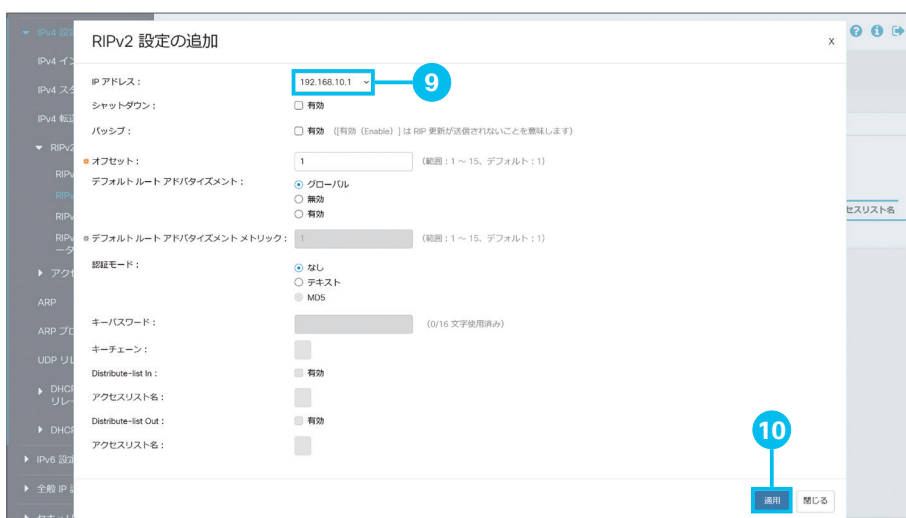 IPv4
RIPv2 設定の追加
x
IPv4
IP アドレス：
192.168.10.1
9
IPv4
シャットダウン：
有効
IPv4
パッシブ：
有効 （[有効（Enable）] は RIP 更新が送信されないことを意味します）
RIPv2
オフセット：
1
（範囲：1 ～ 15、デフォルト：1）
デフォルト ルート アドバタイズメント：
グローバル
無効
有効
セスリスト名
デフォルト ルート アドバタイズメント メトリック：
1
（範囲：1 ～ 15、デフォルト：1）
認証モード：
なし
テキスト
MD5
ARP
キーパスワード：
（0/16 文字使用済み）
キーチェーン：
UDP
Distribute-list In：
有効
アクセスリスト名：
Distribute-list Out：
有効
アクセスリスト名：
10
IPv6
全般 IP
適用
閉じる